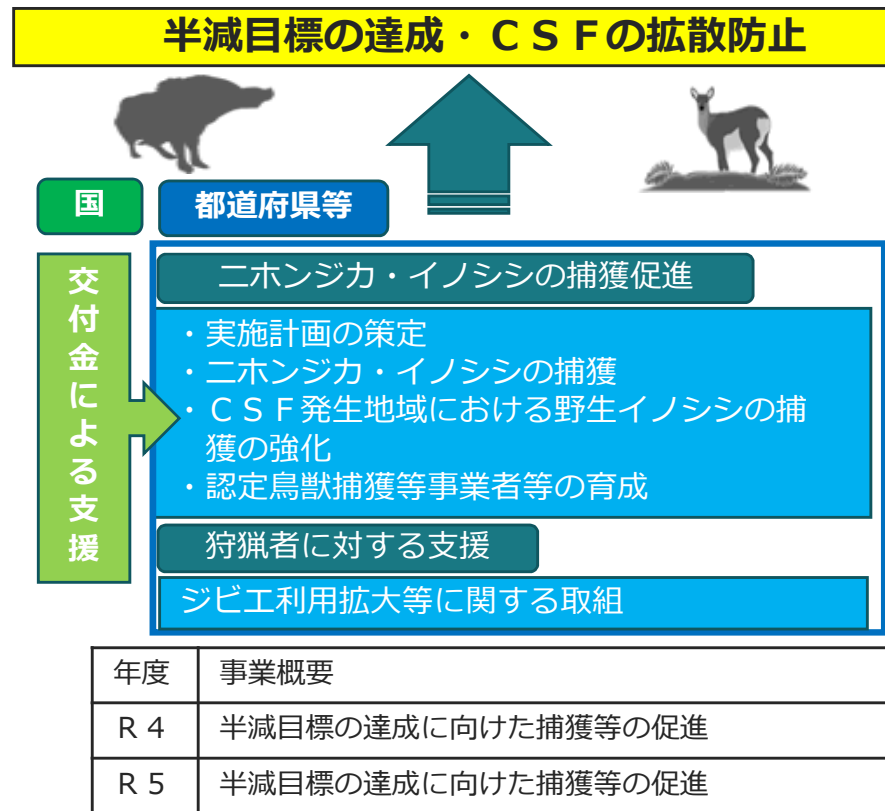 半減目標の達成・ＣＳＦの拡散防止
国
都道府県等
交付金による支援
ニホンジカ・イノシシの捕獲促進
・実施計画の策定
・ニホンジカ・イノシシの捕獲
・ＣＳＦ発生地域における野生イノシシの捕
獲の強化
・認定鳥獣捕獲等事業者等の育成
狩猟者に対する支援
ジビエ利用拡大等に関する取組
年度 事業概要
Ｒ４ 半減目標の達成に向けた捕獲等の促進
Ｒ５ 半減目標の達成に向けた捕獲等の促進